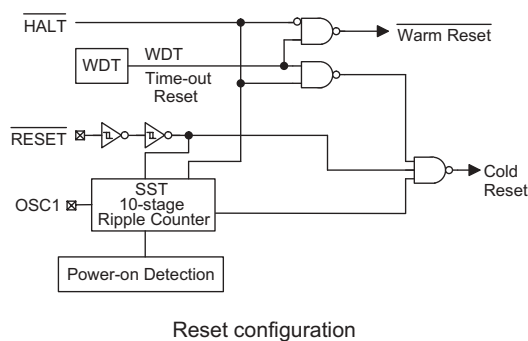 HALT
Warm Reset
WDT
WDT
Time-out
Reset
RESET
Cold
Reset
OSC1
SST
10-stage
Ripple Counter
Power-on Detection
Reset configuration